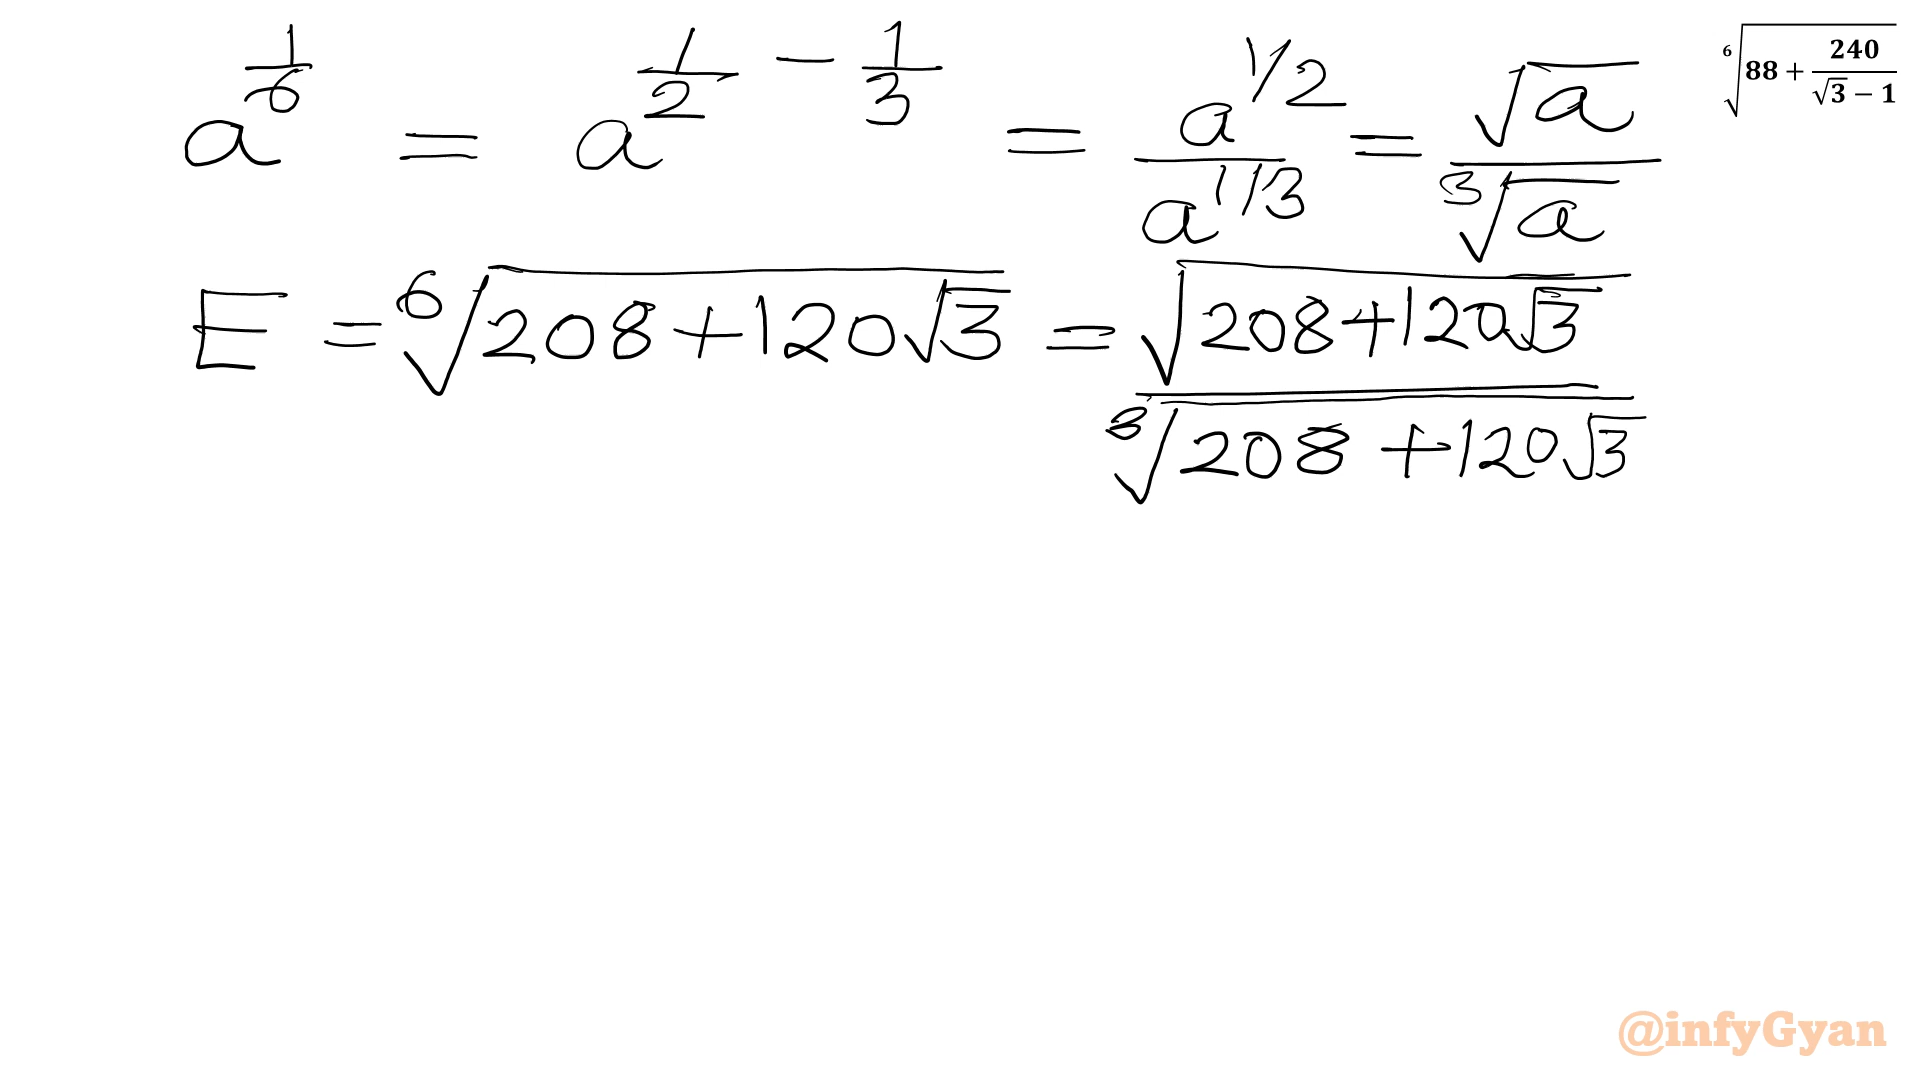 a^{1/6} = a^{1/2 - 1/3} = a^{1/2} / a^{1/3} = √a / ∛a
⁶√(88 + 240/(√3 − 1))
E = ⁶√(208+120√3) = √(208+120√3) / ∛(208+120√3)
@infyGyan